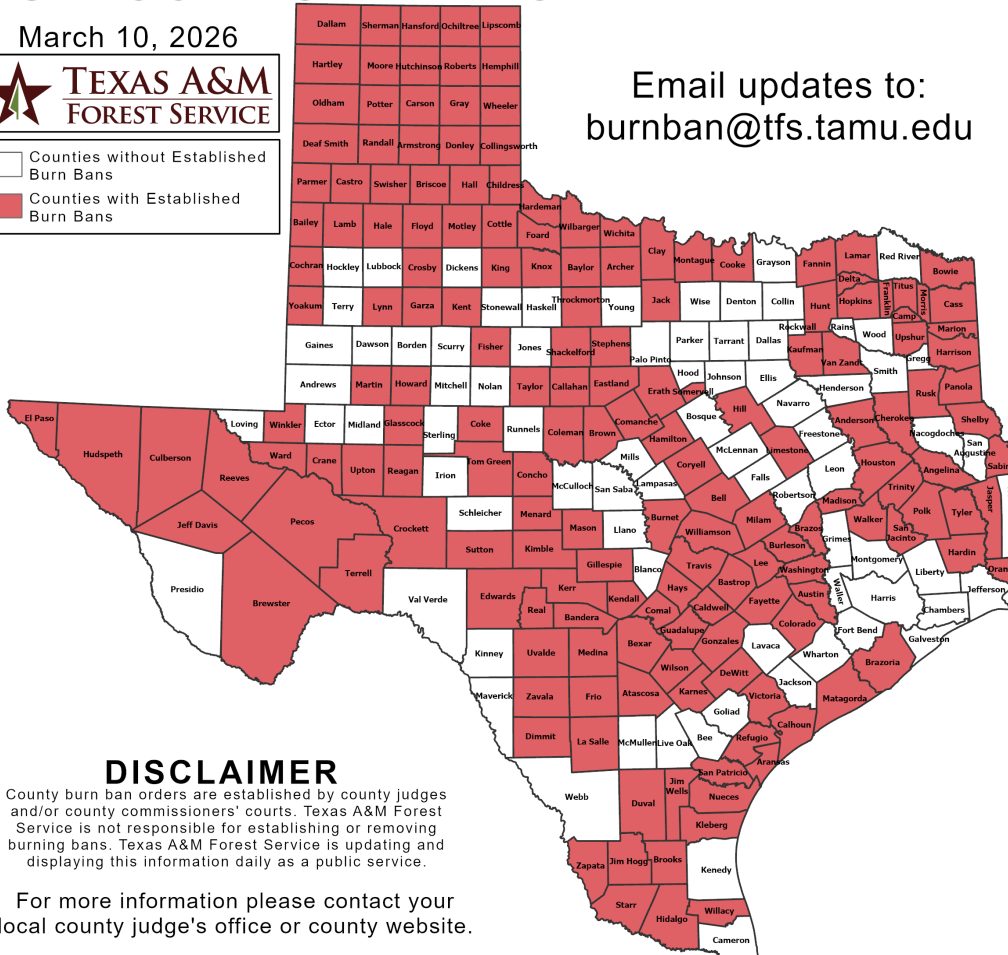 March 10, 2026
TEXAS A&M
FOREST SERVICE
Counties without Established
Burn Bans
Counties with Established
Burn Bans
Email updates to:
burnban@tfs.tamu.edu
Dallam Sherman Hansford Ochiltree Lipscomb
Hartley Moore Hutchinson Roberts Hemphill
Oldham Potter Carson Gray Wheeler
Deaf Smith Randall Armstrong Donley Collingsworth
Parmer Castro Swisher Briscoe Hall Childress
Hardeman
Bailey Lamb Hale Floyd Motley Cottle Foard Wilbarger Wichita
Clay Montague Cooke Grayson Fannin Lamar Red River Bowie
Cochran Hockley Lubbock Crosby Dickens King Knox Baylor Archer
Delta Franklin Titus Morris
Yoakum Terry Lynn Garza Kent Stonewall Haskell Throckmorton Young Jack Wise Denton Collin Hunt Hopkins Camp Cass
Rockwall Rains Wood Upshur Marion
Gaines Dawson Borden Scurry Fisher Jones Shackelford Stephens Palo Pinto Parker Tarrant Dallas Kaufman Van Zandt Gregg Harrison
Andrews Martin Howard Mitchell Nolan Taylor Callahan Eastland Erath Hood Somervell Johnson Ellis Henderson Smith Rusk Panola
El Paso Loving Winkler Ector Midland Glasscock Sterling Coke Runnels Coleman Brown Comanche Hamilton Bosque Hill Navarro Freestone Anderson Cherokee Nacogdoches Shelby
San
Augustine
Sabin
Hudspeth Culberson Reeves Ward Crane Upton Reagan Irion Tom Green Concho McCulloch San Saba Mills Lampasas Coryell McLennan Limestone Falls Leon Houston Angelina
Jeff Davis Pecos Crockett Schleicher Menard Mason Llano Burnet Bell Milam Robertson Madison Trinity Polk Tyler Jasper
Sutton Kimble Williamson Brazos Grimes Walker San
Jacinto
Hardin
Presidio Brewster Terrell Val Verde Edwards Gillespie Blanco Travis Burleson Lee Washington Montgomery Liberty Oran
Real Kerr Kendall Hays Bastrop Austin Waller Harris Jefferson
Bandera Comal Caldwell Fayette Colorado Chambers
Kinney Uvalde Medina Bexar Guadalupe Gonzales Lavaca Wharton Fort Bend Galveston
Maverick Zavala Frio Atascosa Wilson Karnes DeWitt Victoria Jackson Matagorda Brazoria
Dimmit La Salle McMullen Live Oak Bee Goliad Refugio Calhoun
Aransas
Webb Duval Jim
Wells
San Patricio
Nueces
Kleberg
Zapata Jim Hogg Brooks Kenedy
Starr Hidalgo Willacy
Cameron
DISCLAIMER
County burn ban orders are established by county judges
and/or county commissioners' courts. Texas A&M Forest
Service is not responsible for establishing or removing
burning bans. Texas A&M Forest Service is updating and
displaying this information daily as a public service.
For more information please contact your
local county judge's office or county website.